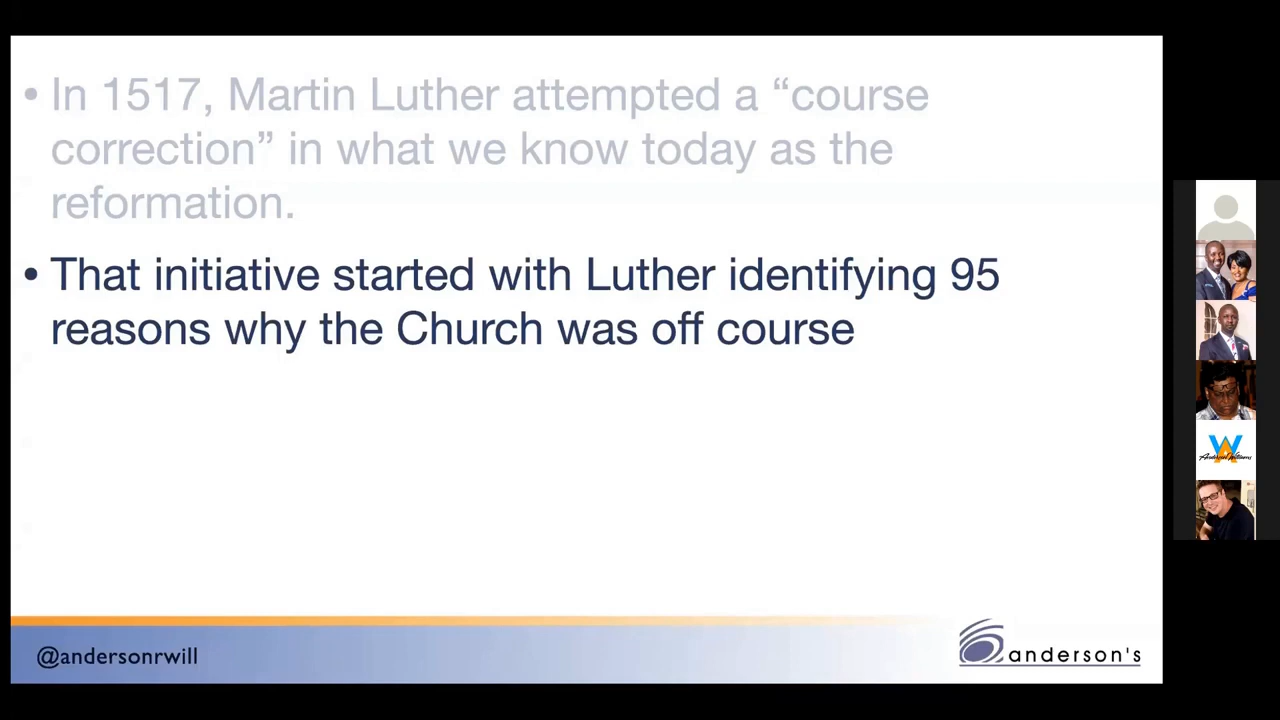 • In 1517, Martin Luther attempted a “course
correction” in what we know today as the
reformation.
• That initiative started with Luther identifying 95
reasons why the Church was off course
@andersonrwill
anderson's